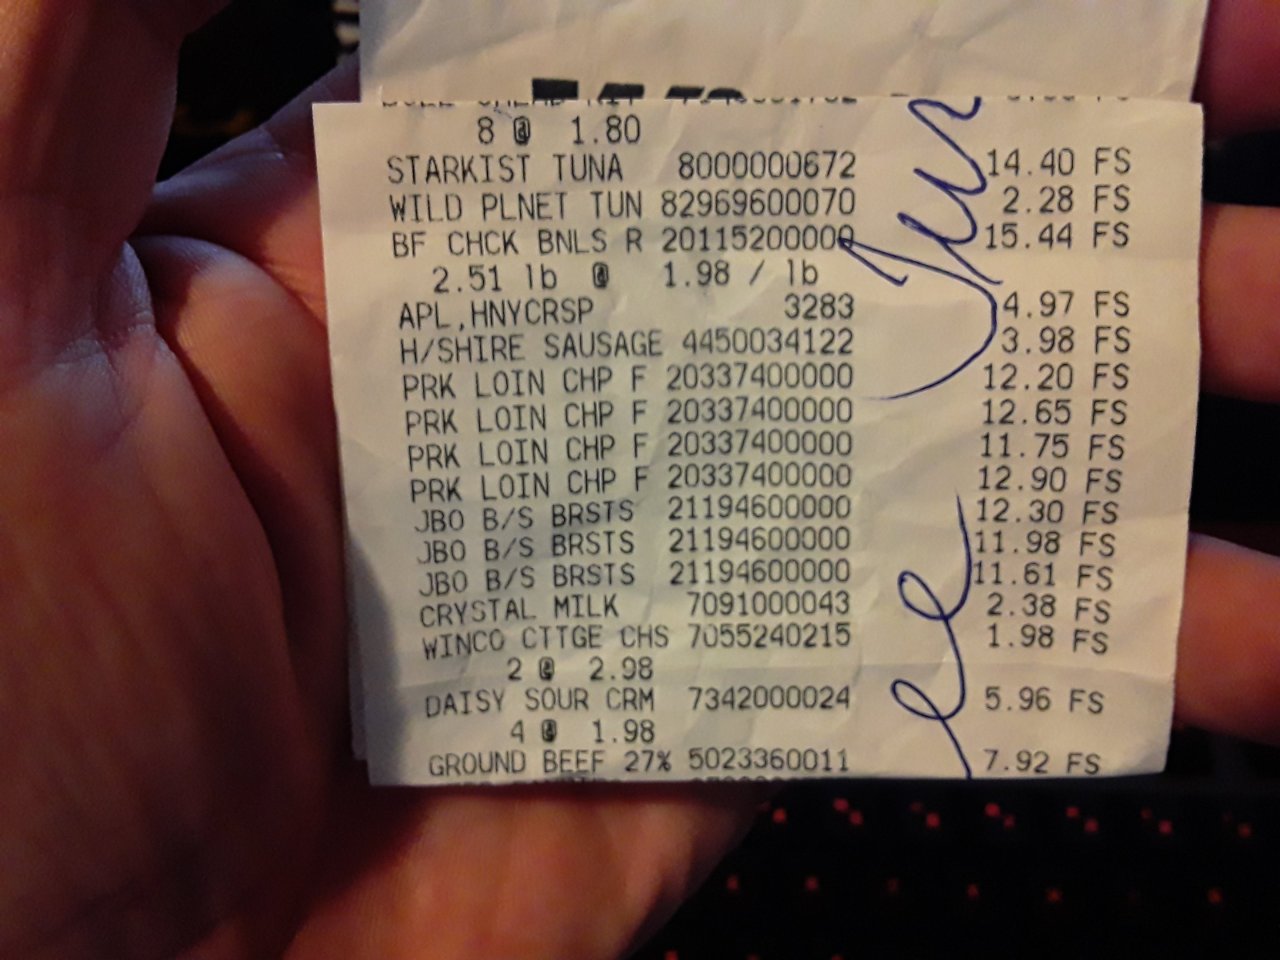 8 @ 1.80
STARKIST TUNA 8000000672 14.40 FS
WILD PLNET TUN 82969600070 2.28 FS
BF CHCK BNLS R 20115200000 15.44 FS
2.51 lb @ 1.98 / lb
APL,HNYCRSP 3283 4.97 FS
H/SHIRE SAUSAGE 4450034122 3.98 FS
PRK LOIN CHP F 20337400000 12.20 FS
PRK LOIN CHP F 20337400000 12.65 FS
PRK LOIN CHP F 20337400000 11.75 FS
PRK LOIN CHP F 20337400000 12.90 FS
JBO B/S BRSTS 21194600000 12.30 FS
JBO B/S BRSTS 21194600000 11.98 FS
JBO B/S BRSTS 21194600000 11.61 FS
CRYSTAL MILK 7091000043 2.38 FS
WINCO CTTGE CHS 7055240215 1.98 FS
2 @ 2.98
DAISY SOUR CRM 7342000024 5.96 FS
4 @ 1.98
GROUND BEEF 27% 5023360011 7.92 FS